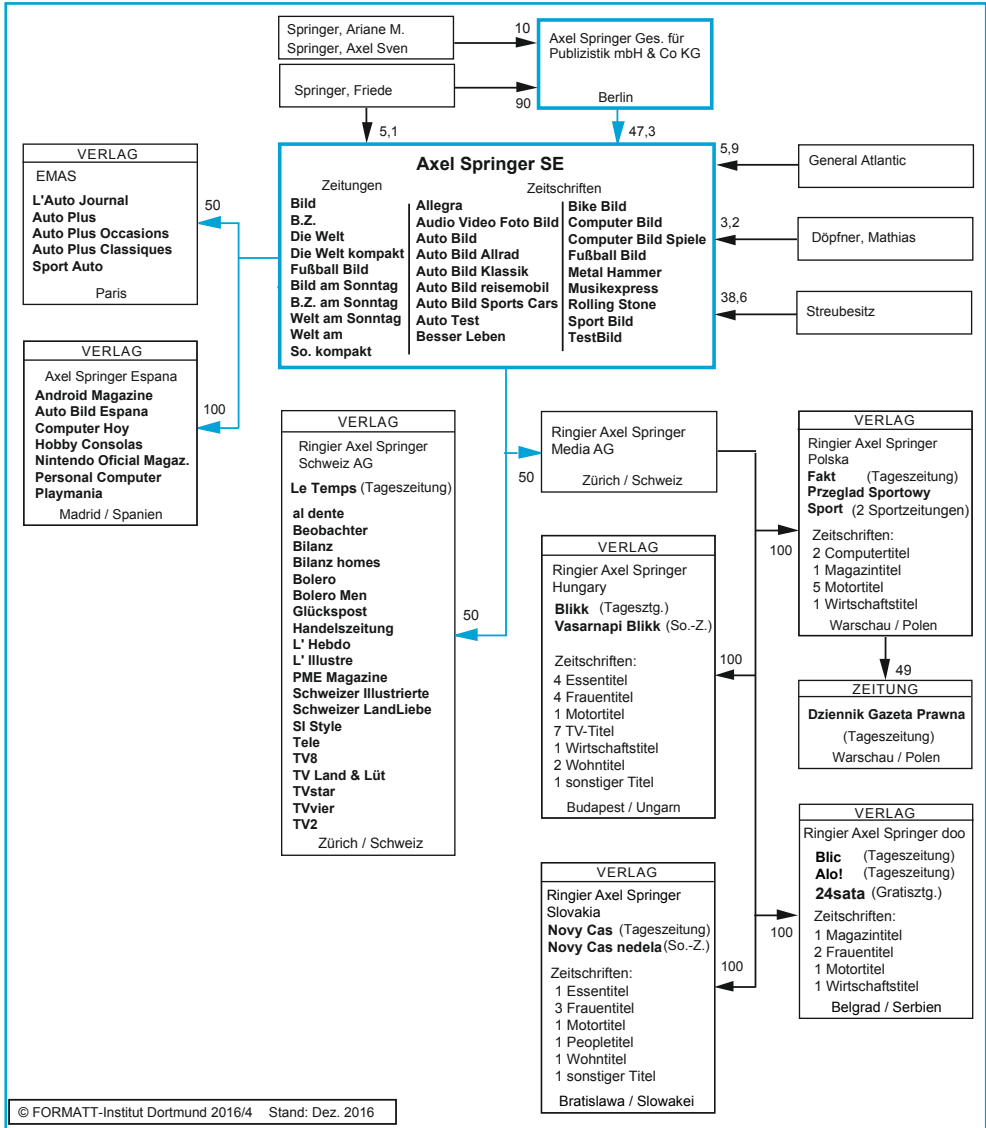 Springer, Ariane M.
Springer, Axel Sven
10
Axel Springer Ges. für
Publizistik mbH & Co KG
Berlin
Springer, Friede
90
5,1
47,3
Axel Springer SE
Zeitungen
Bild
B.Z.
Die Welt
Die Welt kompakt
Fußball Bild
Bild am Sonntag
B.Z. am Sonntag
Welt am Sonntag
Welt am
So. kompakt
Zeitschriften
Allegra
Audio Video Foto Bild
Auto Bild
Auto Bild Allrad
Auto Bild Klassik
Auto Bild reisemobil
Auto Bild Sports Cars
Auto Test
Besser Leben
Bike Bild
Computer Bild
Computer Bild Spiele
Fußball Bild
Metal Hammer
Musikexpress
Rolling Stone
Sport Bild
TestBild
5,9
General Atlantic
3,2
Döpfner, Mathias
38,6
Streubesitz
VERLAG
EMAS
L'Auto Journal
Auto Plus
Auto Plus Occasions
Auto Plus Classiques
Sport Auto
Paris
50
VERLAG
Axel Springer Espana
Android Magazine
Auto Bild Espana
Computer Hoy
Hobby Consolas
Nintendo Oficial Magaz.
Personal Computer
Playmania
Madrid / Spanien
100
VERLAG
Ringier Axel Springer
Schweiz AG
Le Temps (Tageszeitung)
al dente
Beobachter
Bilanz
Bilanz homes
Bolero
Bolero Men
Glückspost
Handelszeitung
L' Hebdo
L' Illustre
PME Magazine
Schweizer Illustrierte
Schweizer LandLiebe
SI Style
Tele
TV8
TV Land & Lüt
TVstar
TVvier
TV2
Zürich / Schweiz
50
50
Ringier Axel Springer
Media AG
Zürich / Schweiz
VERLAG
Ringier Axel Springer
Hungary
Blikk (Tagesztg.)
Vasarnapi Blikk (So.-Z.)
Zeitschriften:
4 Essentitel
4 Frauentitel
1 Motortitel
7 TV-Titel
1 Wirtschaftstitel
2 Wohntitel
1 sonstiger Titel
Budapest / Ungarn
100
VERLAG
Ringier Axel Springer
Slovakia
Novy Cas (Tageszeitung)
Novy Cas nedela (So.-Z.)
Zeitschriften:
1 Essentitel
3 Frauentitel
1 Motortitel
1 Peopletitel
1 Wohntitel
1 sonstiger Titel
Bratislawa / Slowakei
100
VERLAG
Ringier Axel Springer
Polska
Fakt (Tageszeitung)
Przeglad Sportowy
Sport (2 Sportzeitungen)
Zeitschriften:
2 Computertitel
1 Magazintitel
5 Motortitel
1 Wirtschaftstitel
Warschau / Polen
100
49
ZEITUNG
Dziennik Gazeta Prawna
(Tageszeitung)
Warschau / Polen
VERLAG
Ringier Axel Springer doo
Blic (Tageszeitung)
Alo! (Tageszeitung)
24sata (Gratisztg.)
Zeitschriften:
1 Magazintitel
2 Frauentitel
1 Motortitel
1 Wirtschaftstitel
Belgrad / Serbien
100
© FORMATT-Institut Dortmund 2016/4 Stand: Dez. 2016